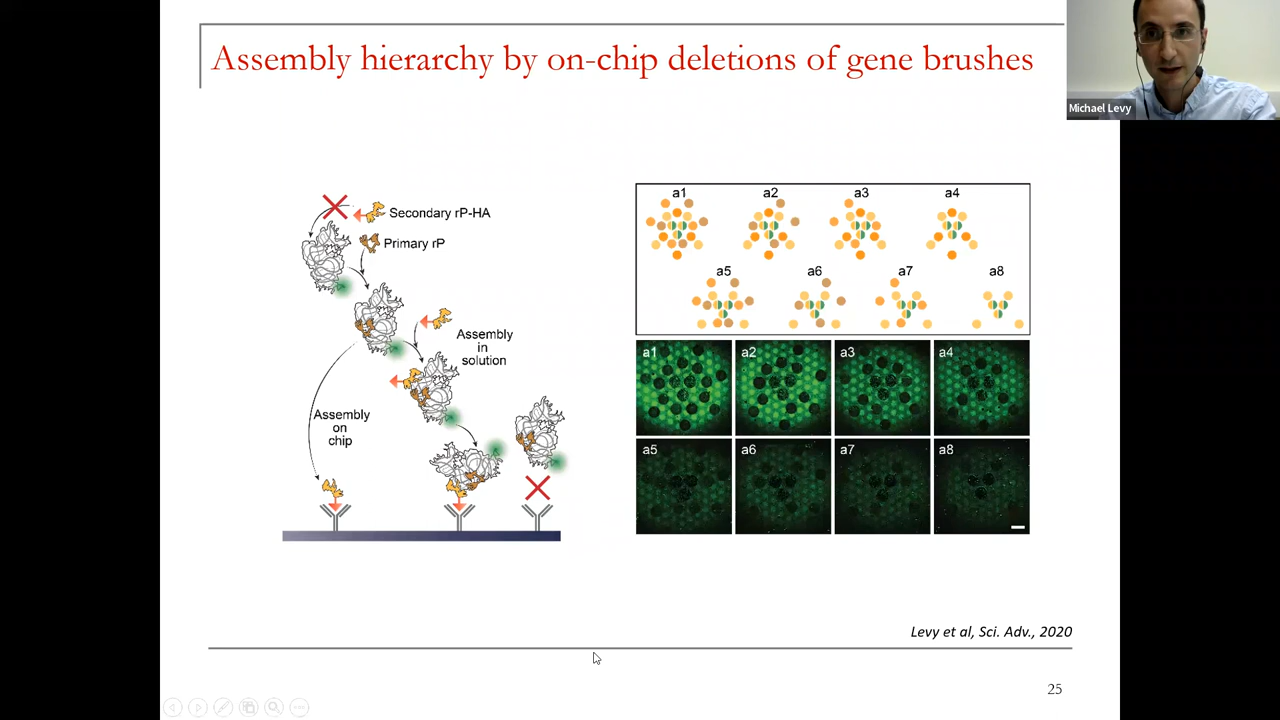 Assembly hierarchy by on-chip deletions of gene brushes
Michael Levy
Secondary rP-HA
Primary rP
Assembly
in
solution
Assembly
on
chip
a1 a2 a3 a4
a5 a6 a7 a8
a1 a2 a3 a4
a5 a6 a7 a8
Levy et al, Sci. Adv., 2020
25